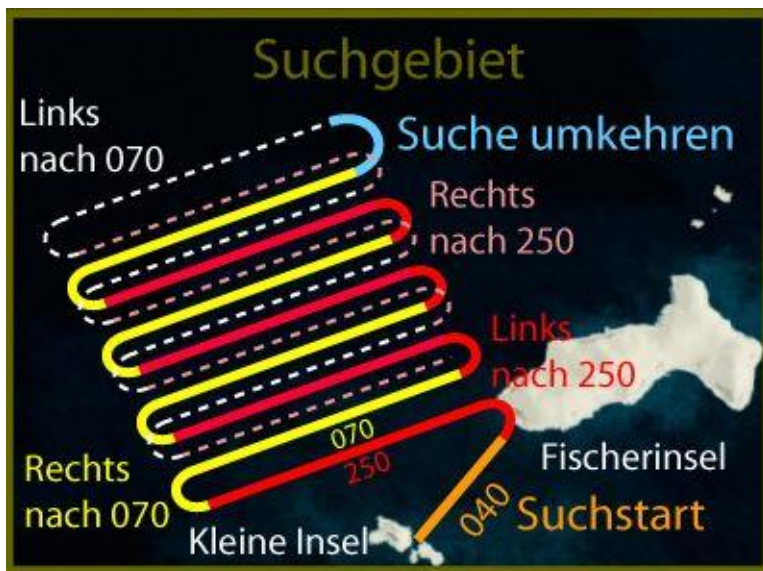 Suchgebiet
Links
nach 070
Suche umkehren
Rechts
nach 250
Links
nach 250
070
250
Rechts
nach 070
Fischerinsel
040
Suchstart
Kleine Insel